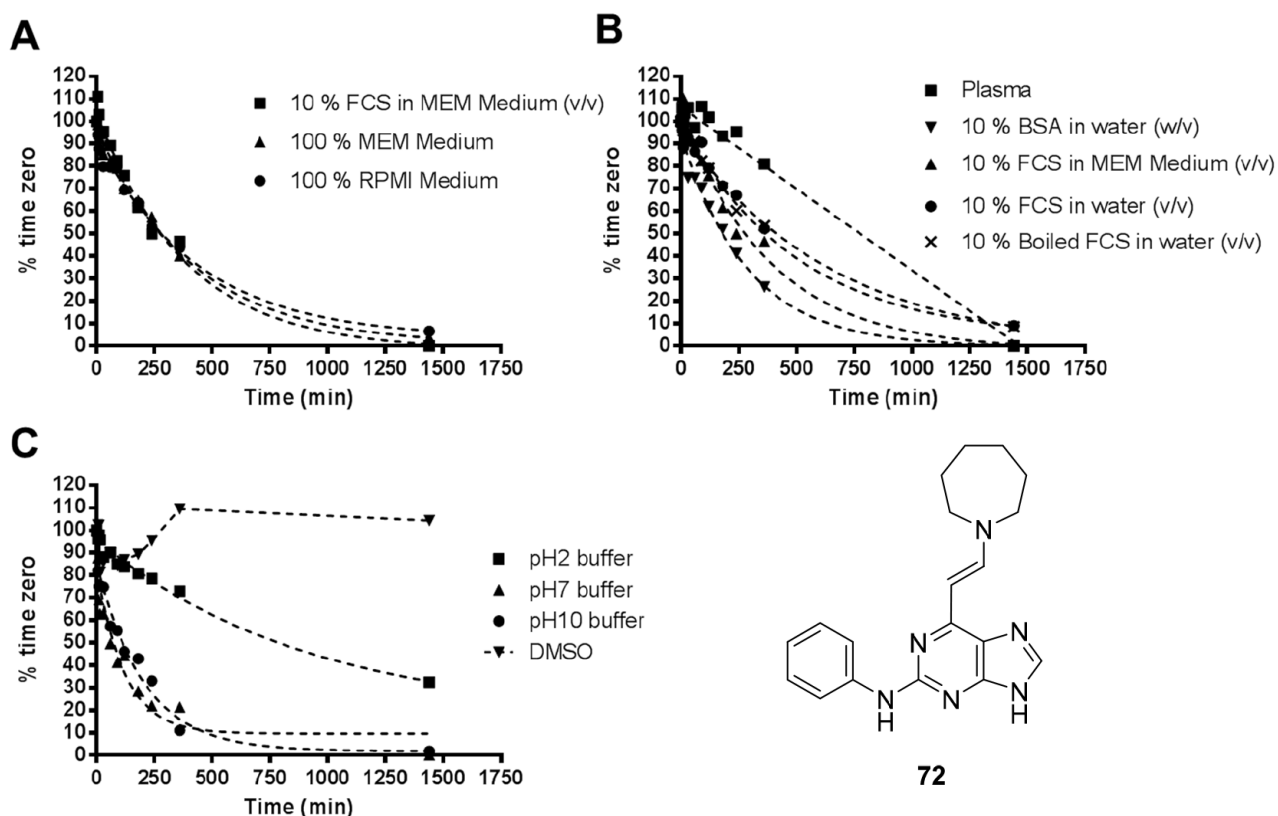 A
120
110
100
90
80
70
60
50
40
30
20
10
0
% time zero
0 250 500 750 1000 1250 1500 1750
Time (min)
10 % FCS in MEM Medium (v/v)
100 % MEM Medium
100 % RPMI Medium
B
120
110
100
90
80
70
60
50
40
30
20
10
0
% time zero
0 250 500 750 1000 1250 1500 1750
Time (min)
Plasma
10 % BSA in water (w/v)
10 % FCS in MEM Medium (v/v)
10 % FCS in water (v/v)
10 % Boiled FCS in water (v/v)
C
120
110
100
90
80
70
60
50
40
30
20
10
0
% time zero
0 250 500 750 1000 1250 1500 1750
Time (min)
pH2 buffer
pH7 buffer
pH10 buffer
DMSO
N
N
N
N
H
N
N
H
72